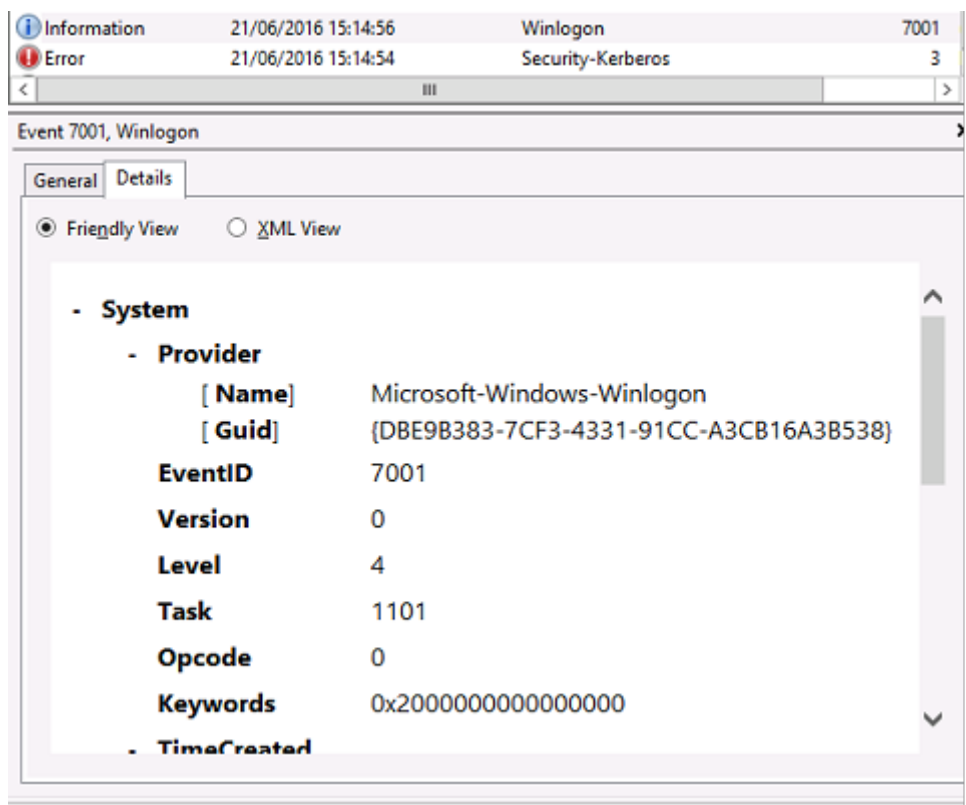 Information 21/06/2016 15:14:56 Winlogon 7001
Error 21/06/2016 15:14:54 Security-Kerberos 3
Event 7001, Winlogon
General Details
Friendly View XML View
- System
- Provider
[ Name] Microsoft-Windows-Winlogon
[ Guid] {DBE9B383-7CF3-4331-91CC-A3CB16A3B538}
EventID 7001
Version 0
Level 4
Task 1101
Opcode 0
Keywords 0x2000000000000000
- TimeCreated